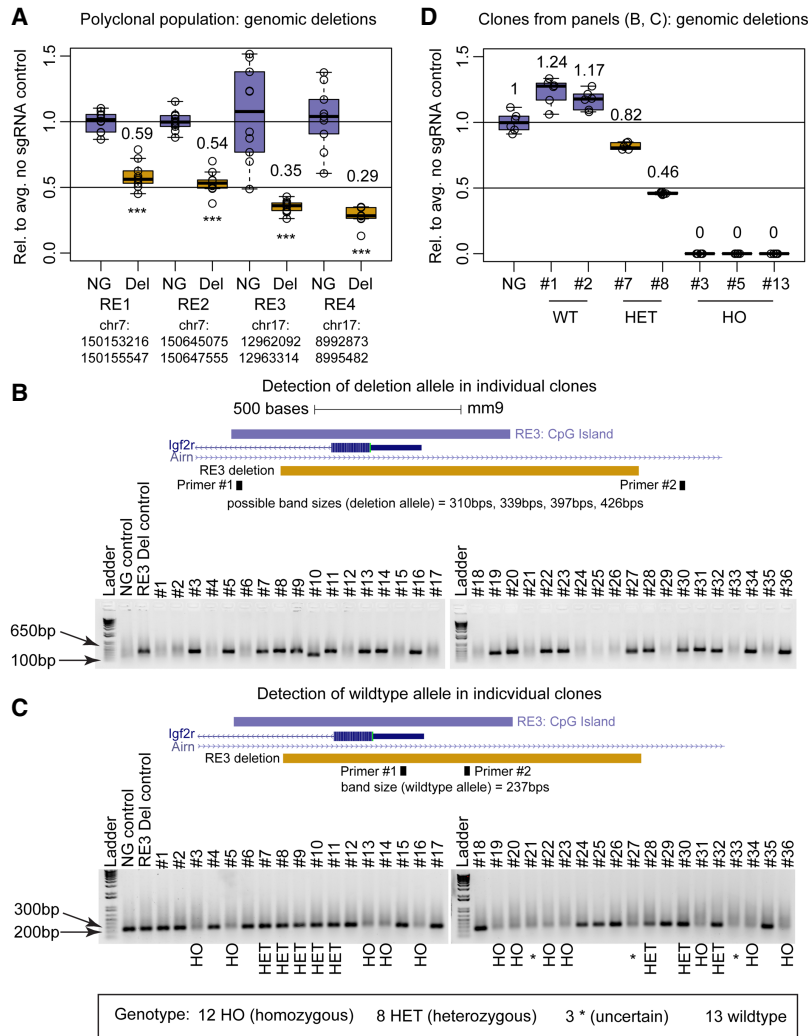 A
Polyclonal population: genomic deletions
Rel. to avg. no sgRNA control
1.5
1.0
0.5
0.0
0.59
***
0.54
***
0.35
***
0.29
***
NG Del NG Del NG Del NG Del
RE1 RE2 RE3 RE4
chr7: chr7: chr17: chr17:
150153216 150645075 12962092 8992873
150155547 150647555 12963314 8995482
D
Clones from panels (B, C): genomic deletions
Rel. to avg. no sgRNA control
1.5
1.0
0.5
0.0
1
1.24
1.17
0.82
0.46
0 0 0
NG #1 #2 #7 #8 #3 #5 #13
WT HET HO
B
Detection of deletion allele in individual clones
500 bases mm9
RE3: CpG Island
Igf2r
Airn
RE3 deletion
Primer #1 Primer #2
possible band sizes (deletion allele) = 310bps, 339bps, 397bps, 426bps
Ladder NG control RE3 Del control #1 #2 #3 #4 #5 #6 #7 #8 #9 #10 #11 #12 #13 #14 #15 #16 #17 Ladder #18 #19 #20 #21 #22 #23 #24 #25 #26 #27 #28 #29 #30 #31 #32 #33 #34 #35 #36
650bp
100bp
C
Detection of wildtype allele in indicvidual clones
RE3: CpG Island
Igf2r
Airn
RE3 deletion
Primer #1 Primer #2
band size (wildtype allele) = 237bps
Ladder NG control RE3 Del control #1 #2 #3 #4 #5 #6 #7 #8 #9 #10 #11 #12 #13 #14 #15 #16 #17 Ladder #18 #19 #20 #21 #22 #23 #24 #25 #26 #27 #28 #29 #30 #31 #32 #33 #34 #35 #36
300bp
200bp
HO HO HET HET HET HET HET HO HO HO HO HO * HO HO * HET HET HO HET * HO HO
Genotype: 12 HO (homozygous) 8 HET (heterozygous) 3 * (uncertain) 13 wildtype